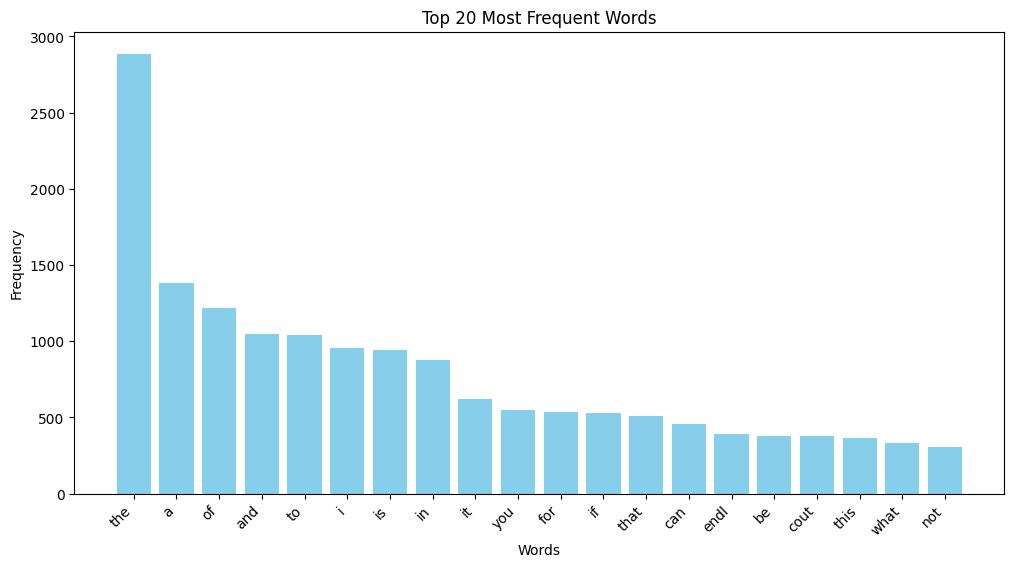 Top 20 Most Frequent Words
Frequency
3000
2500
2000
1500
1000
500
0
the a of and to i is in it you for if that can endl be cout this what not
Words